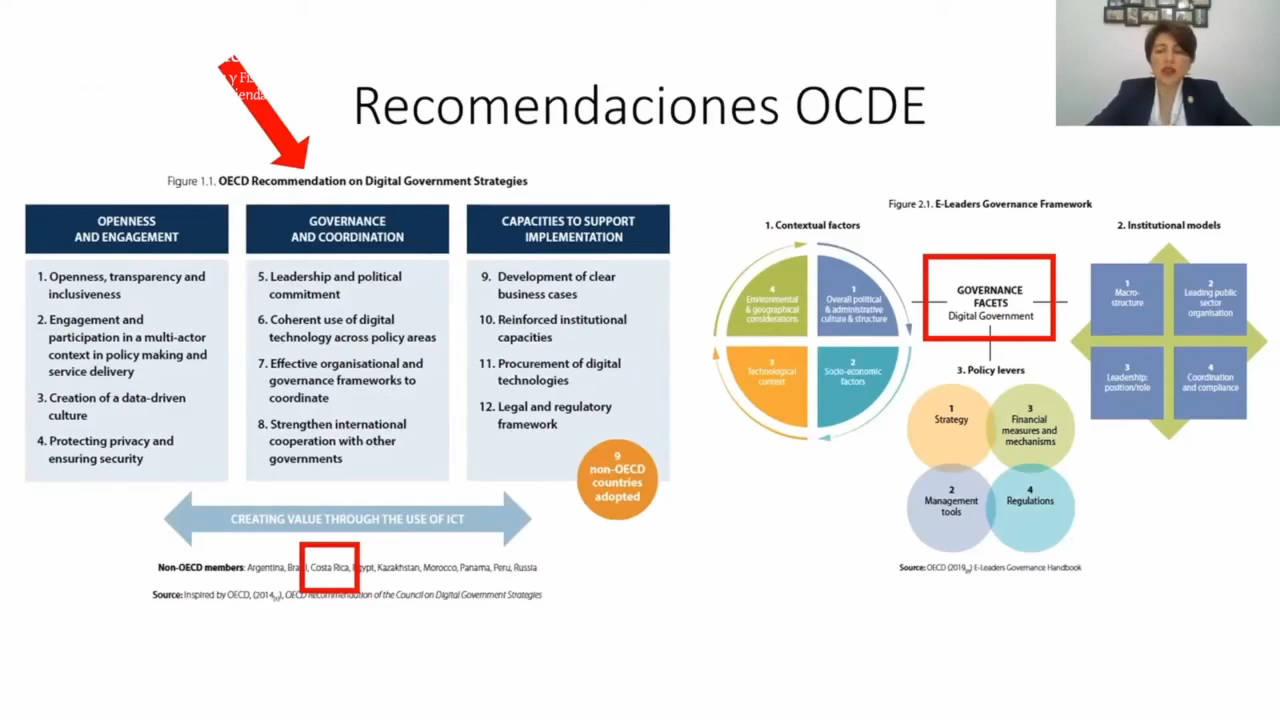 Recomendaciones OCDE
Figure 1.1. OECD Recommendation on Digital Government Strategies
OPENNESS
AND ENGAGEMENT
1. Openness, transparency and
inclusiveness
2. Engagement and
participation in a multi-actor
context in policy making and
service delivery
3. Creation of a data-driven
culture
4. Protecting privacy and
ensuring security
GOVERNANCE
AND COORDINATION
5. Leadership and political
commitment
6. Coherent use of digital
technology across policy areas
7. Effective organisational and
governance frameworks to
coordinate
8. Strengthen international
cooperation with other
governments
CAPACITIES TO SUPPORT
IMPLEMENTATION
9. Development of clear
business cases
10. Reinforced institutional
capacities
11. Procurement of digital
technologies
12. Legal and regulatory
framework
9
non-OECD
countries
adopted
CREATING VALUE THROUGH THE USE OF ICT
Non-OECD members: Argentina, Costa Rica, Kazakhstan, Morocco, Panama, Peru, Russia
Source: Inspired by OECD, (2014), OECD Recommendation of the Council on Digital Government Strategies
Figure 2.1. E-Leaders Governance Framework
1. Contextual factors
4
Environmental
& geographical
considerations
1
Overall political
& administrative
culture & structure
3
Technological
context
2
Socio-economic
factors
GOVERNANCE
FACETS
Digital Government
3. Policy levers
1
Strategy
3
Financial
measures and
mechanisms
2
Management
tools
4
Regulations
2. Institutional models
1
Macro-
structure
2
Leading public
sector
organisation
3
Leadership:
position/role
4
Coordination
and compliance
Source: OECD (2019) E-Leaders Governance Handbook